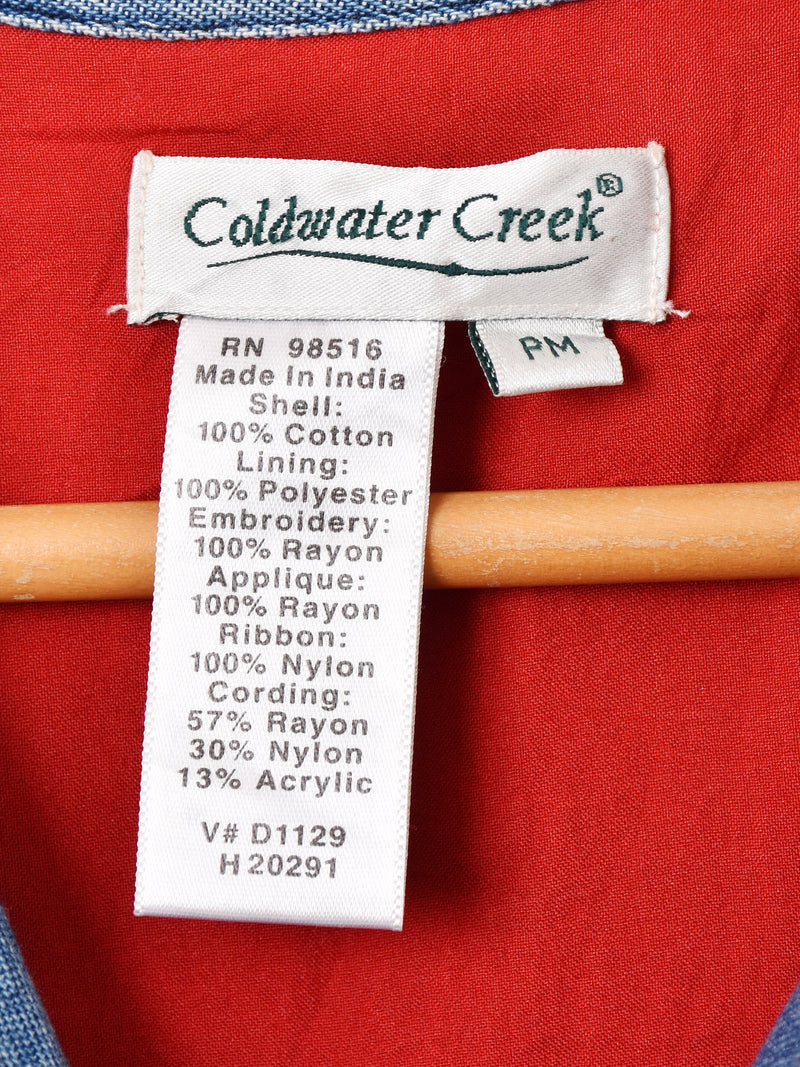 Coldwater Creek®
PM
RN 98516
Made In India
Shell:
100% Cotton
Lining:
100% Polyester
Embroidery:
100% Rayon
Applique:
100% Rayon
Ribbon:
100% Nylon
Cording:
57% Rayon
30% Nylon
13% Acrylic
V# D1129
H 20291